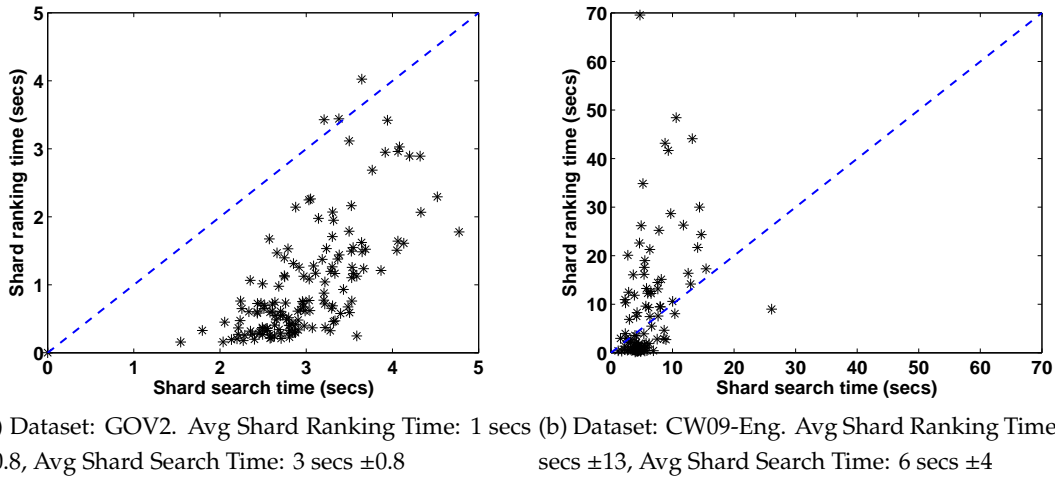 5
4
3
2
1
0
Shard ranking time (secs)
0 1 2 3 4 5
Shard search time (secs)
70
60
50
40
30
20
10
0
Shard ranking time (secs)
0 10 20 30 40 50 60 70
Shard search time (secs)
) Dataset: GOV2. Avg Shard Ranking Time: 1 secs
0.8, Avg Shard Search Time: 3 secs ±0.8
(b) Dataset: CW09-Eng. Avg Shard Ranking Time
secs ±13, Avg Shard Search Time: 6 secs ±4